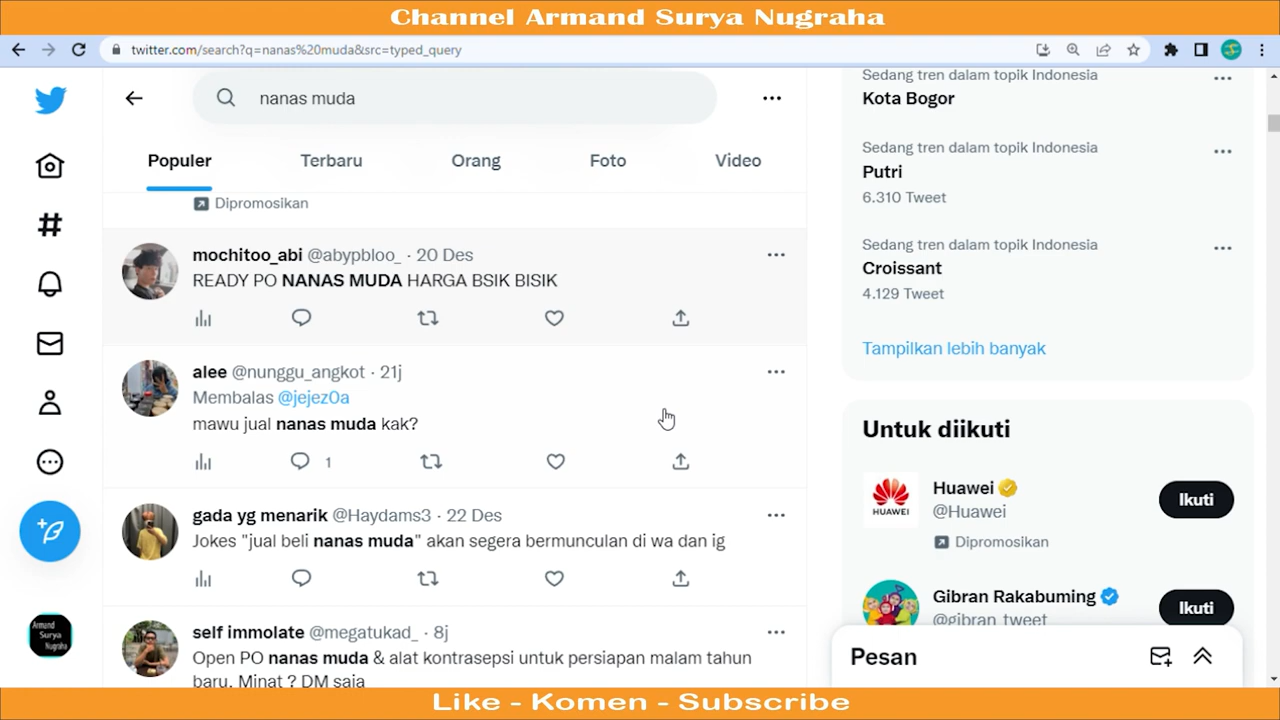 Channel Armand Surya Nugraha
twitter.com/search?q=nanas%20muda&src=typed_query
nanas muda
Populer Terbaru Orang Foto Video
Dipromosikan
mochitoo_abi @abypbloo_ · 20 Des
READY PO NANAS MUDA HARGA BSIK BISIK
alee @nunggu_angkot · 21j
Membalas @jejez0a
mawu jual nanas muda kak?
1
gada yg menarik @Haydams3 · 22 Des
Jokes "jual beli nanas muda" akan segera bermunculan di wa dan ig
self immolate @megatukad_ · 8j
Open PO nanas muda & alat kontrasepsi untuk persiapan malam tahun
baru. Minat ? DM saja
Sedang tren dalam topik Indonesia
Kota Bogor
Sedang tren dalam topik Indonesia
Putri
6.310 Tweet
Sedang tren dalam topik Indonesia
Croissant
4.129 Tweet
Tampilkan lebih banyak
Untuk diikuti
HUAWEI
Huawei
@Huawei
Ikuti
Dipromosikan
Gibran Rakabuming
@gibran_tweet
Ikuti
Pesan
Armand
Surya
Nugraha
Like - Komen - Subscribe